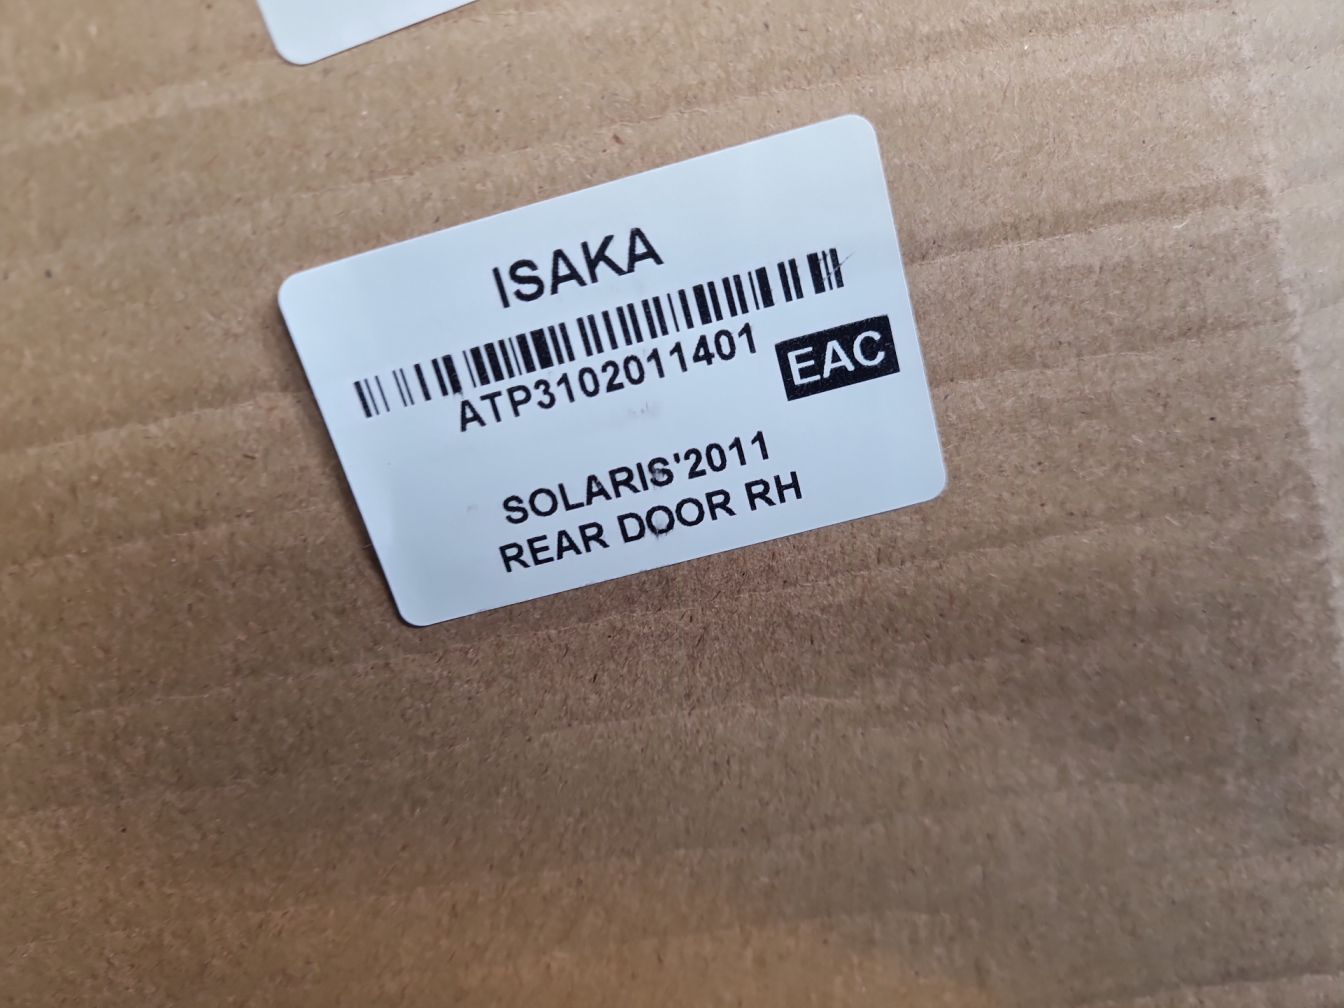 ISAKA
ATP3102011401
EAC
SOLARIS'2011
REAR DOOR RH